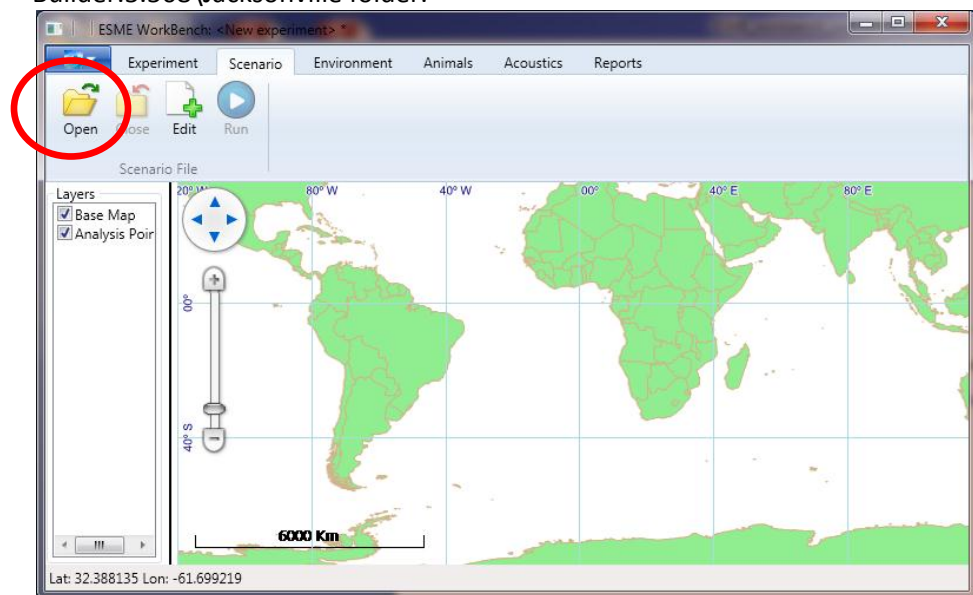 ESME WorkBench: <New experiment> *
Experiment Scenario Environment Animals Acoustics Reports
Open Close Edit Run
Scenario File
Layers
Base Map
Analysis Poir
20° W 80° W 40° W 00° 40° E 80° E
00°
40° S
6000 Km
Lat: 32.388135 Lon: -61.699219